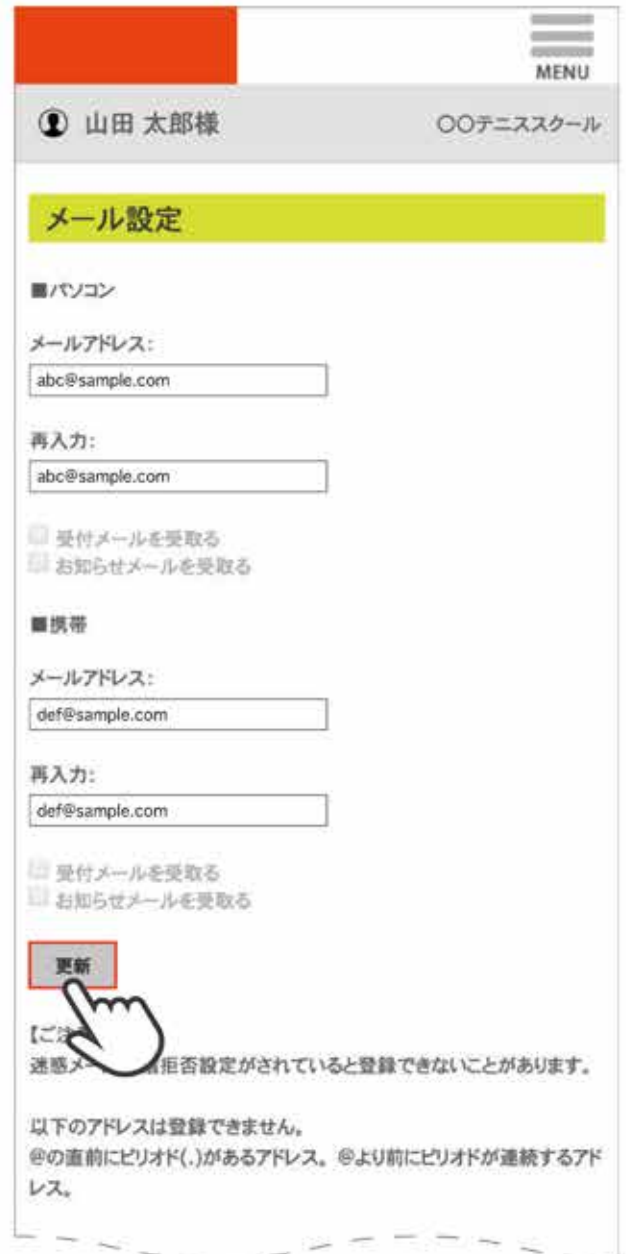 MENU
山田 太郎様
○○テニススクール
メール設定
■パソコン
メールアドレス：
abc@sample.com
再入力：
abc@sample.com
受付メールを受取る
お知らせメールを受取る
■携帯
メールアドレス：
def@sample.com
再入力：
def@sample.com
受付メールを受取る
お知らせメールを受取る
更新
【ご
迷惑メー 拒否設定がされていると登録できないことがあります。
以下のアドレスは登録できません。
@の直前にピリオド(.)があるアドレス。@より前にピリオドが連続するアド
レス。